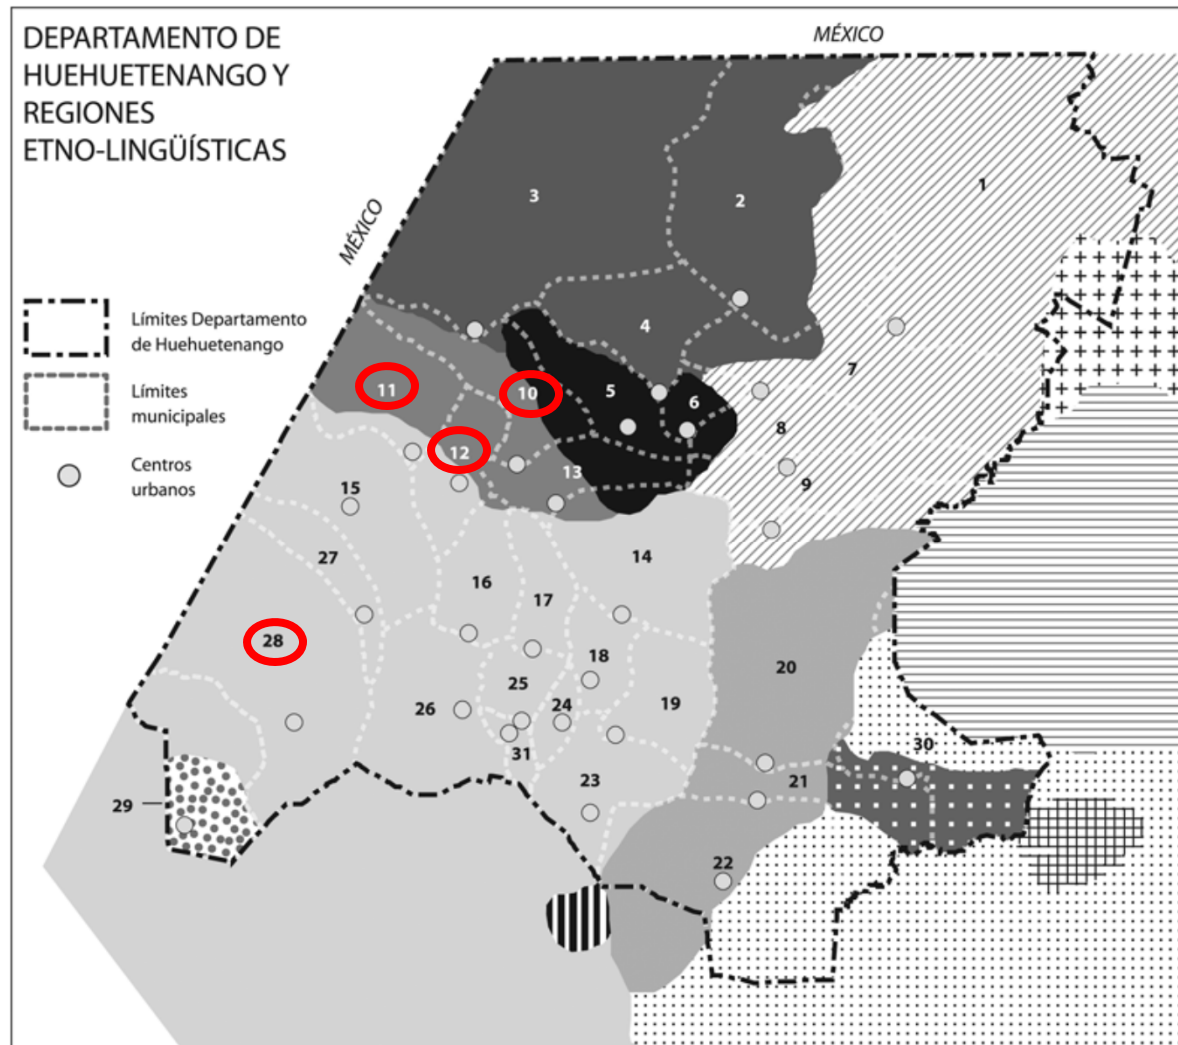 DEPARTAMENTO DE
HUEHUETENANGO Y
REGIONES
ETNO-LINGÜÍSTICAS
MÉXICO
MÉXICO
Límites Departamento
de Huehuetenango
Límites
municipales
Centros
urbanos
1
2
3
4
5
6
7
8
9
10
11
12
13
14
15
16
17
18
19
20
21
22
23
24
25
26
27
28
29
30
31